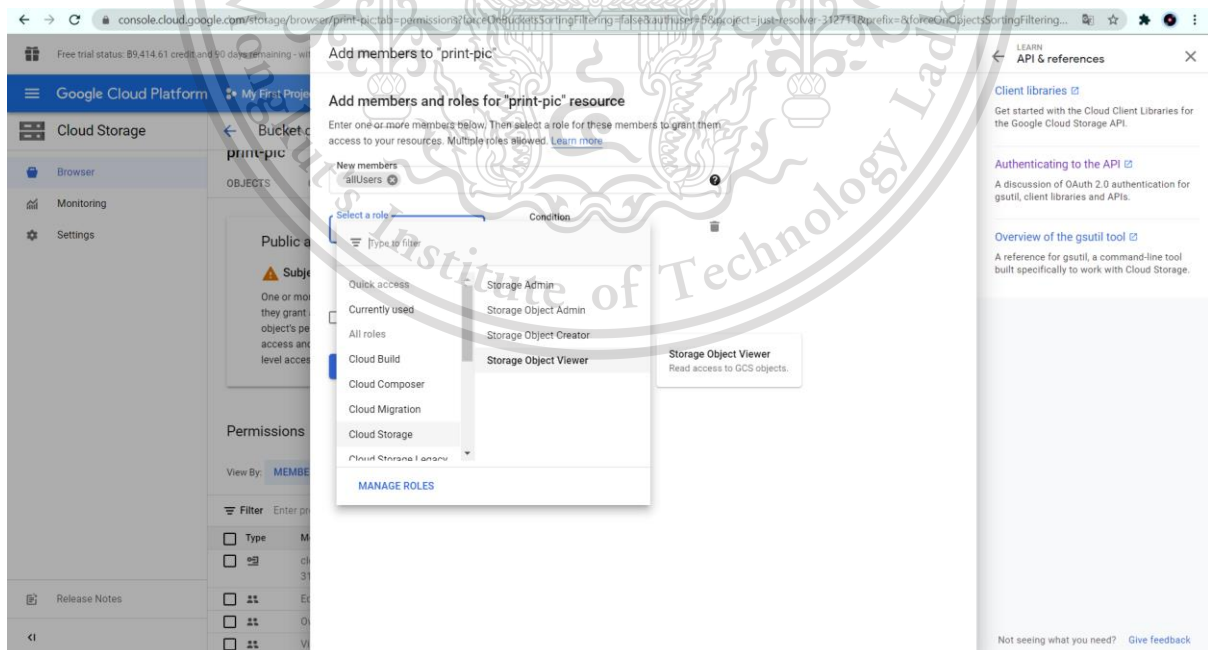 console.cloud.google.com/storage/browser/print-pic;tab=permissions?forceOnBucketsSortingFiltering=false&authuser=5&project=just-resolver-312711&prefix=&forceOnObjectsSortingFiltering...
Free trial status: ฿9,414.61 credit and 90 days remaining - wit
Google Cloud Platform
My First Proje
Cloud Storage
Browser
Monitoring
Settings
Release Notes
Bucket d
print-pic
OBJECTS
Public a
Subje
One or mor
they grant
object's pe
access and
level acces
Permissions
View By: MEMBE
Filter Enter pr
Type
M
cl
31
Ed
Ow
Vi
Add members to "print-pic"
Add members and roles for "print-pic" resource
Enter one or more members below. Then select a role for these members to grant them
access to your resources. Multiple roles allowed. Learn more
New members
allUsers
Select a role
Condition
Type to filter
Quick access
Currently used
All roles
Cloud Build
Cloud Composer
Cloud Migration
Cloud Storage
Cloud Storage Legacy
Storage Admin
Storage Object Admin
Storage Object Creator
Storage Object Viewer
MANAGE ROLES
Storage Object Viewer
Read access to GCS objects.
LEARN
API & references
Client libraries
Get started with the Cloud Client Libraries for
the Google Cloud Storage API.
Authenticating to the API
A discussion of OAuth 2.0 authentication for
gsutil, client libraries and APIs.
Overview of the gsutil tool
A reference for gsutil, a command-line tool
built specifically to work with Cloud Storage.
Not seeing what you need? Give feedback
Institute of Technology Ladk